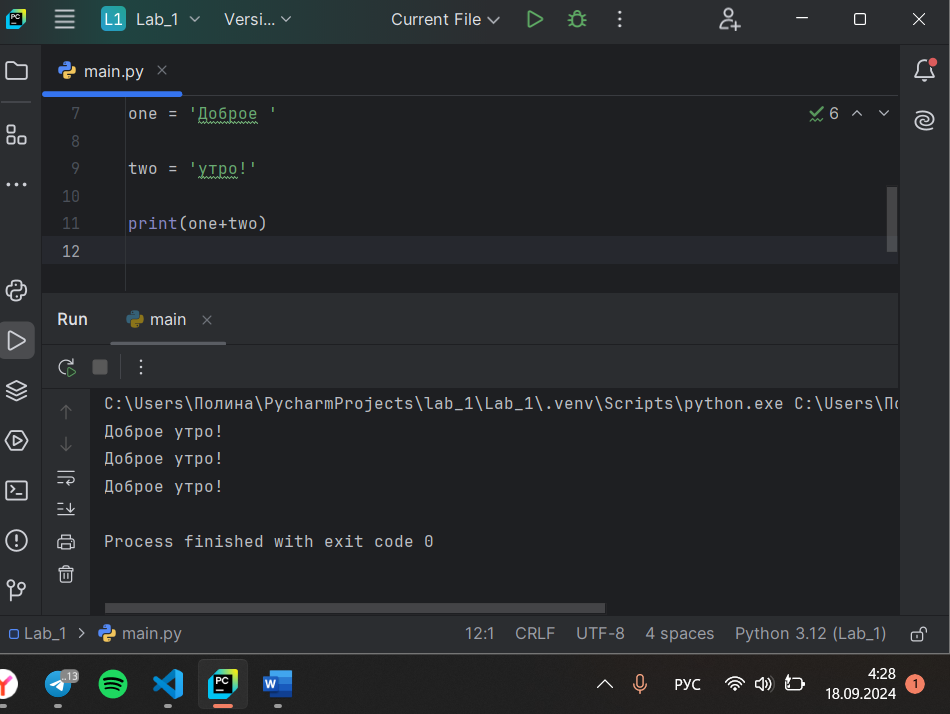 L1 Lab_1 Versi... Current File
main.py
7 one = 'Доброе '
6
8
9 two = 'утро!'
10
11 print(one+two)
12
Run main
C:\Users\Полина\PycharmProjects\lab_1\Lab_1\.venv\Scripts\python.exe C:\Users\По
Доброе утро!
Доброе утро!
Доброе утро!
Process finished with exit code 0
Lab_1 > main.py 12:1 CRLF UTF-8 4 spaces Python 3.12 (Lab_1)
4:28
..13 PC W РУС 1
18.09.2024